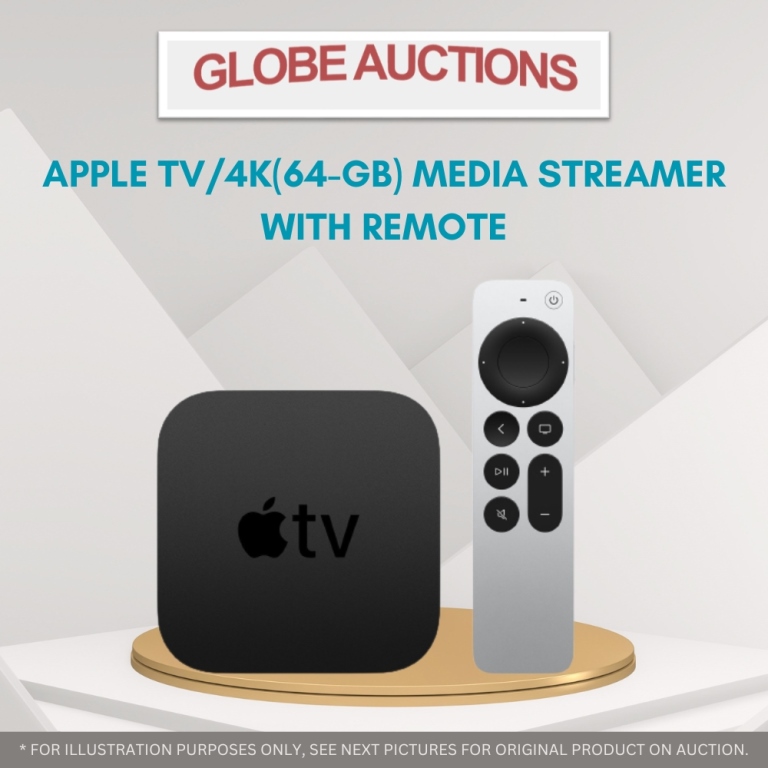 GLOBE AUCTIONS
APPLE TV/4K(64-GB) MEDIA STREAMER
WITH REMOTE
tv
* FOR ILLUSTRATION PURPOSES ONLY, SEE NEXT PICTURES FOR ORIGINAL PRODUCT ON AUCTION.